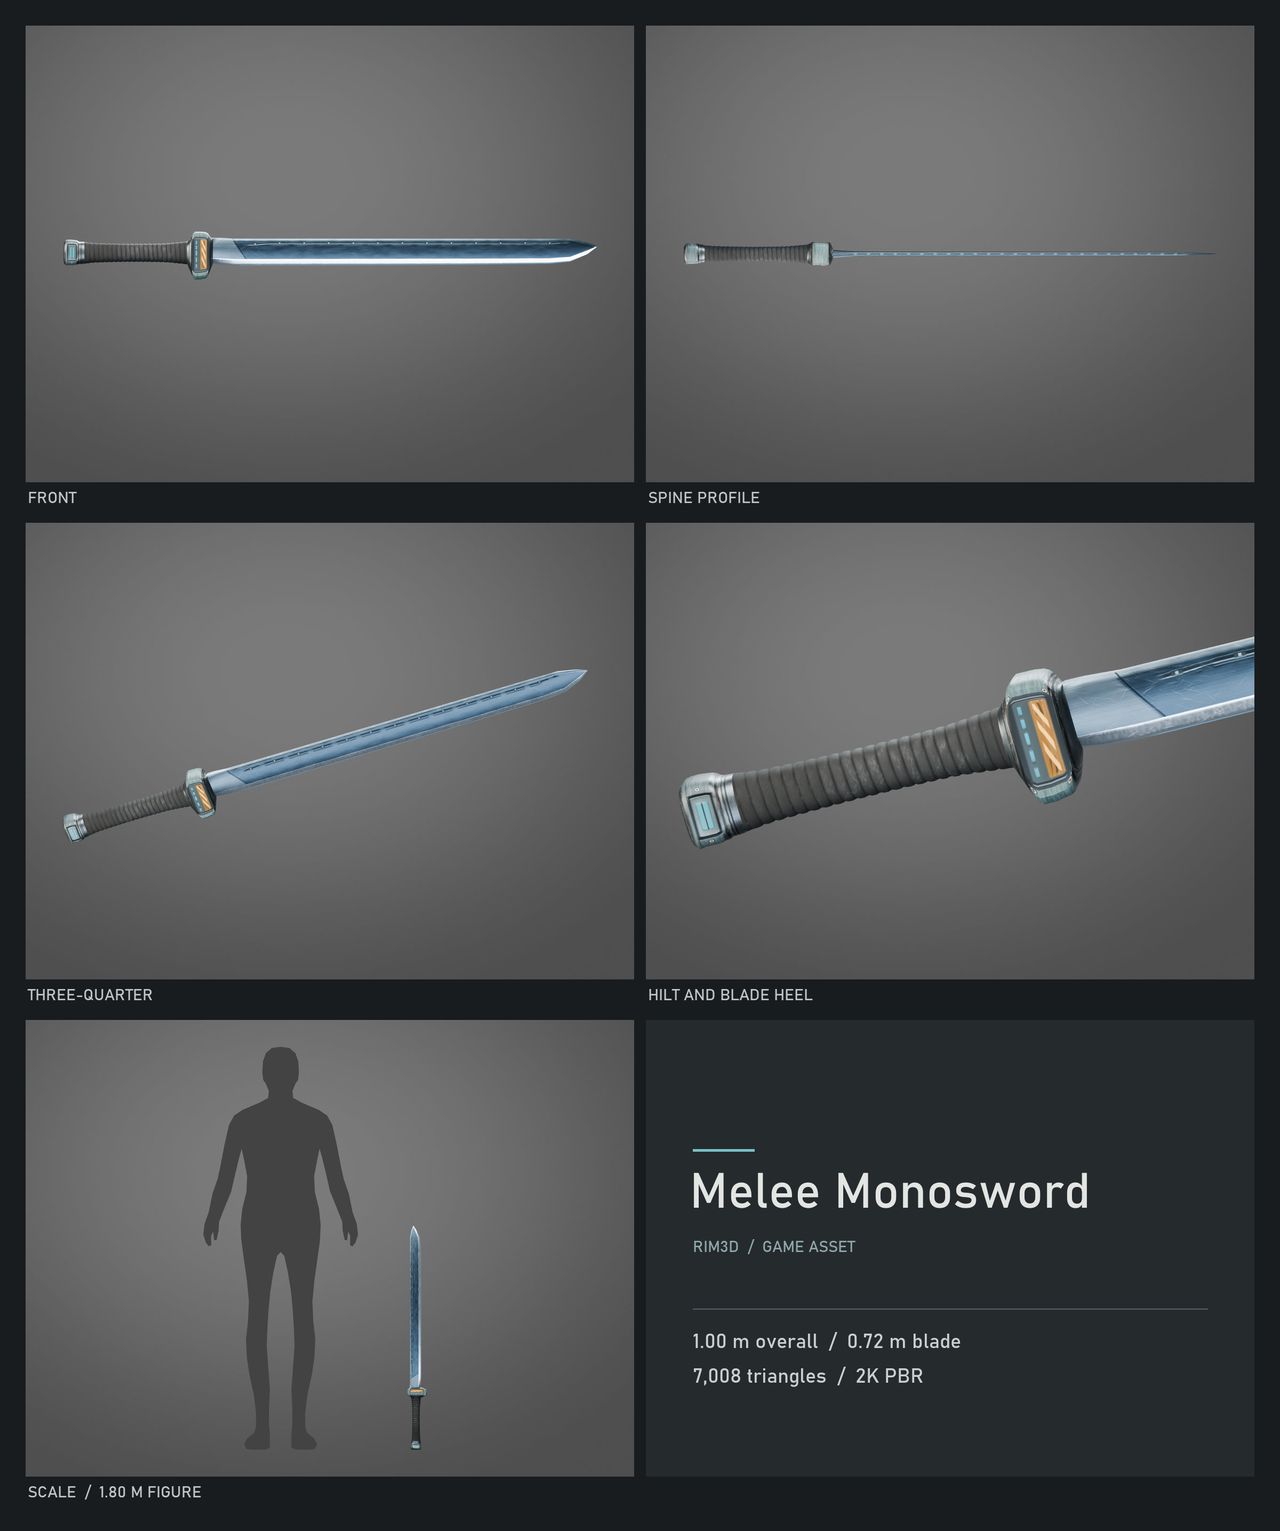 FRONT
SPINE PROFILE
THREE-QUARTER
HILT AND BLADE HEEL
Melee Monosword
RIM3D / GAME ASSET
1.00 m overall / 0.72 m blade
7,008 triangles / 2K PBR
SCALE / 1.80 M FIGURE